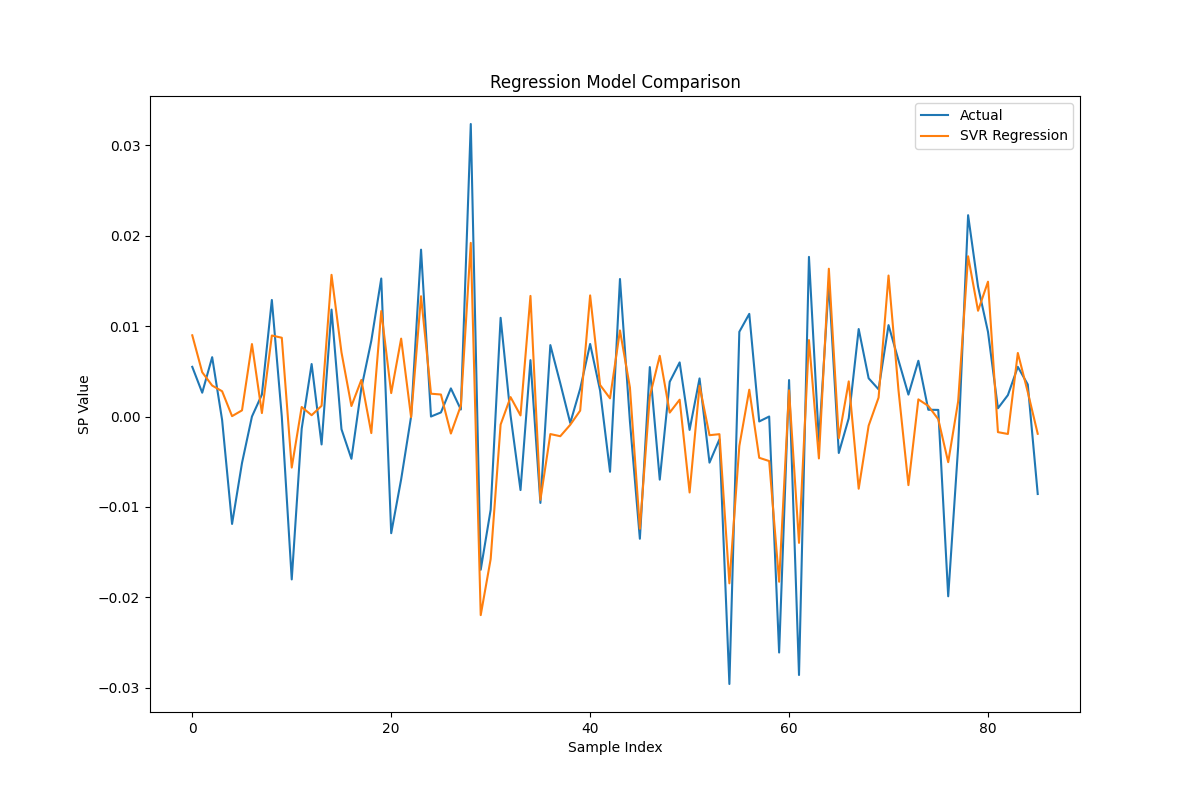 Regression Model Comparison
Actual
SVR Regression
0.03
0.02
0.01
0.00
−0.01
−0.02
−0.03
SP Value
0
20
40
60
80
Sample Index